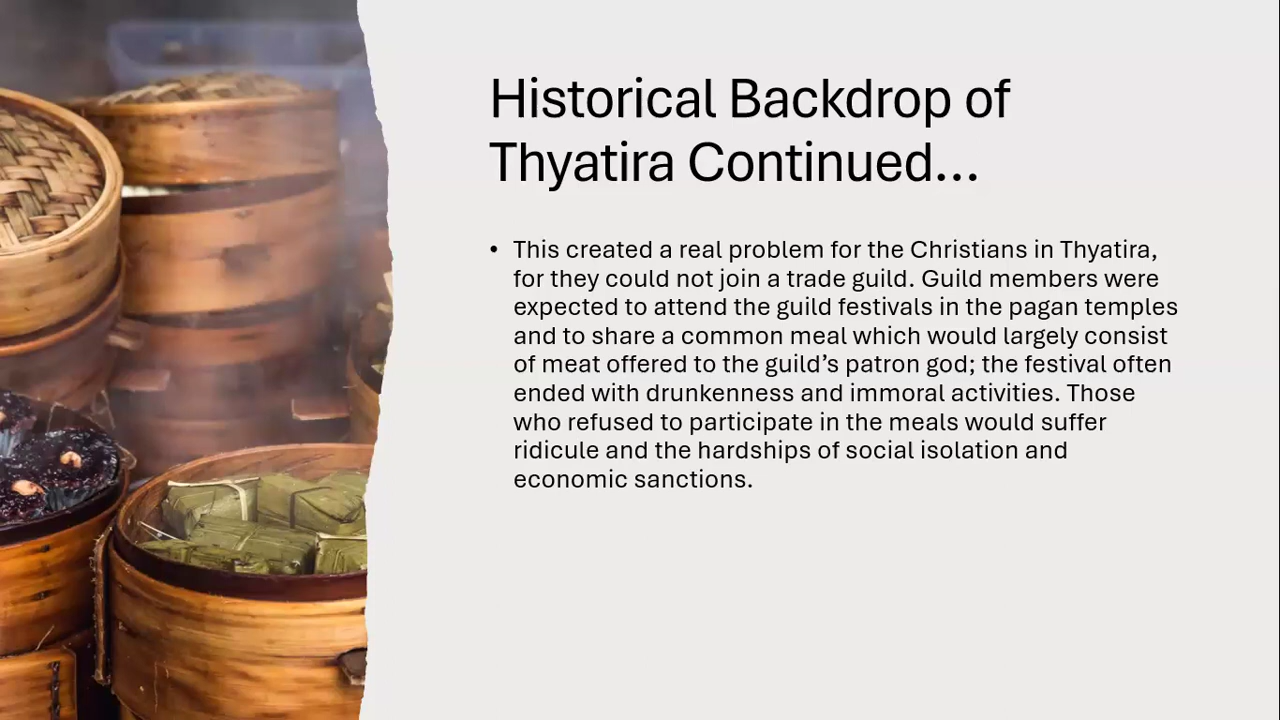 Historical Backdrop of
Thyatira Continued…
• This created a real problem for the Christians in Thyatira,
for they could not join a trade guild. Guild members were
expected to attend the guild festivals in the pagan temples
and to share a common meal which would largely consist
of meat offered to the guild’s patron god; the festival often
ended with drunkenness and immoral activities. Those
who refused to participate in the meals would suffer
ridicule and the hardships of social isolation and
economic sanctions.